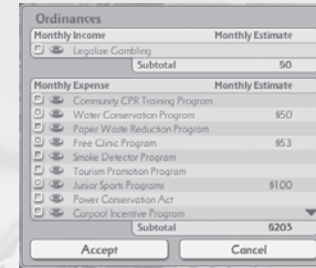 Ordinances
Monthly Income Monthly Estimate
Legalize Gambling
Subtotal §0
Monthly Expense Monthly Estimate
Community CPR Training Program
Water Conservation Program §50
Paper Waste Reduction Program
Free Clinic Program §53
Smoke Detector Program
Tourism Promotion Program
Junior Sports Programs §100
Power Conservation Act
Carpool Incentive Program
Subtotal §203
Accept Cancel